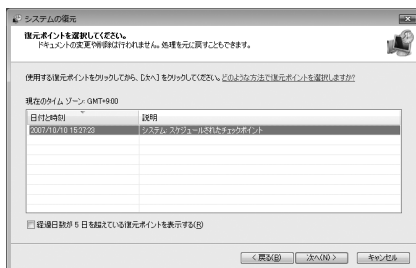 システムの復元
復元ポイントを選択してください。
ドキュメントの変更や削除は行われません。処理を元に戻すこともできます。
使用する復元ポイントをクリックしてから、[次へ] をクリックしてください。どのような方法で復元ポイントを選択しますか?
現在のタイム ゾーン: GMT+9:00
日付と時刻 説明
2007/10/10 15:27:23 システム: スケジュールされたチェックポイント
経過日数が 5 日を超えている復元ポイントを表示する(R)
< 戻る(B) 次へ(N) > キャンセル